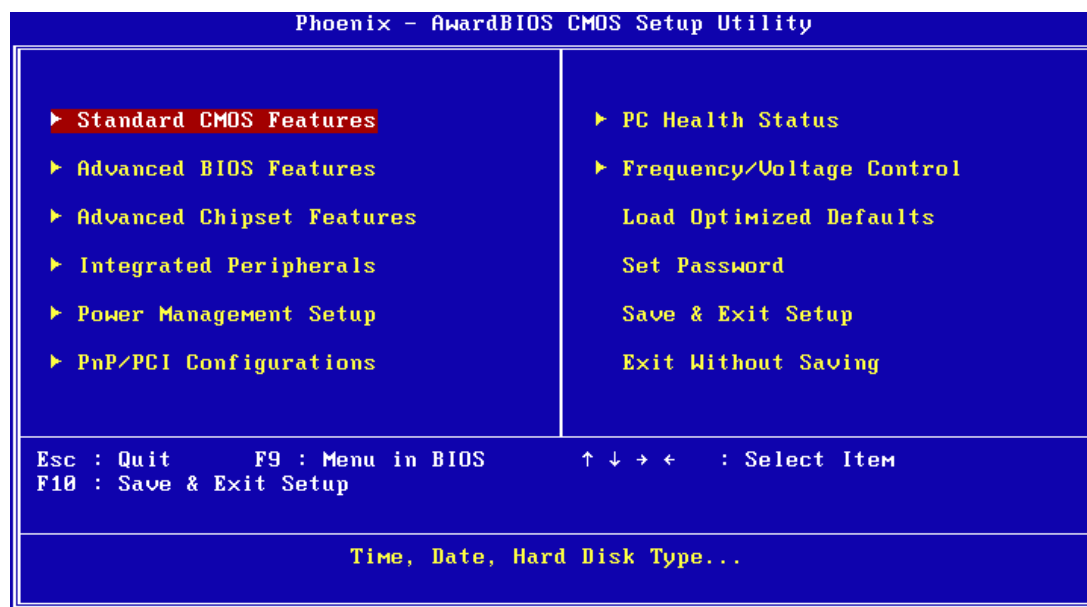 Phoenix - AwardBIOS CMOS Setup Utility
▶ Standard CMOS Features
▶ Advanced BIOS Features
▶ Advanced Chipset Features
▶ Integrated Peripherals
▶ Power Management Setup
▶ PnP/PCI Configurations
▶ PC Health Status
▶ Frequency/Voltage Control
Load Optimized Defaults
Set Password
Save & Exit Setup
Exit Without Saving
Esc : Quit F9 : Menu in BIOS ↑ ↓ → ← : Select Item
F10 : Save & Exit Setup
Time, Date, Hard Disk Type...